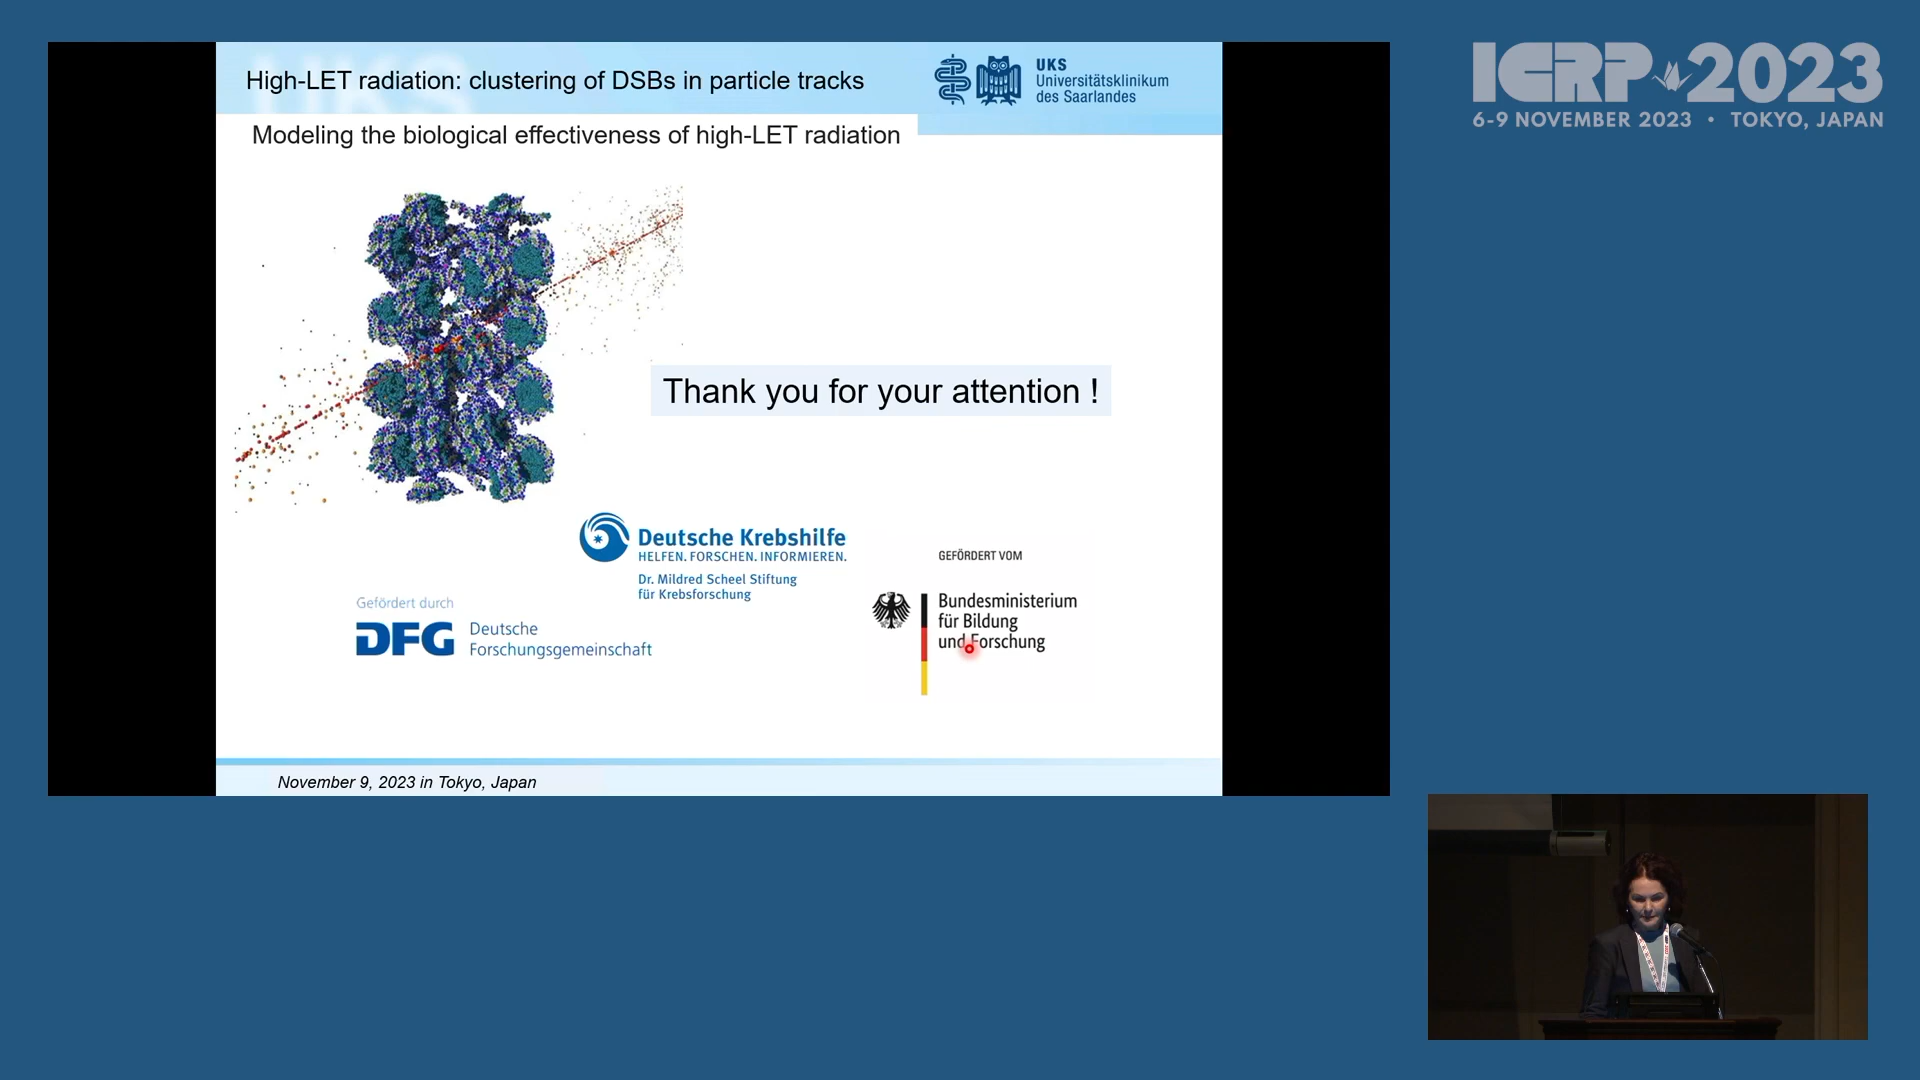 High-LET radiation: clustering of DSBs in particle tracks
UKS
Universitätsklinikum
des Saarlandes
Modeling the biological effectiveness of high-LET radiation
Thank you for your attention !
Deutsche Krebshilfe
HELFEN. FORSCHEN. INFORMIEREN.
Dr. Mildred Scheel Stiftung
für Krebsforschung
Gefördert durch
DFG
Deutsche
Forschungsgemeinschaft
GEFÖRDERT VOM
Bundesministerium
für Bildung
und Forschung
November 9, 2023 in Tokyo, Japan
ICRP 2023
6-9 NOVEMBER 2023 • TOKYO, JAPAN